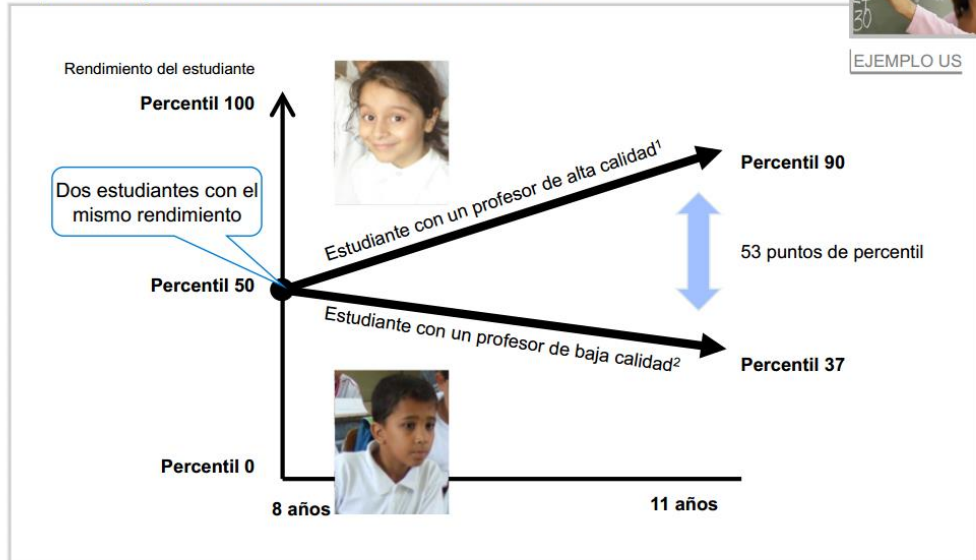 EJEMPLO US
Rendimiento del estudiante
Percentil 100
Estudiante con un profesor de alta calidad¹
Percentil 90
Dos estudiantes con el
mismo rendimiento
53 puntos de percentil
Percentil 50
Estudiante con un profesor de baja calidad²
Percentil 37
Percentil 0
8 años
11 años